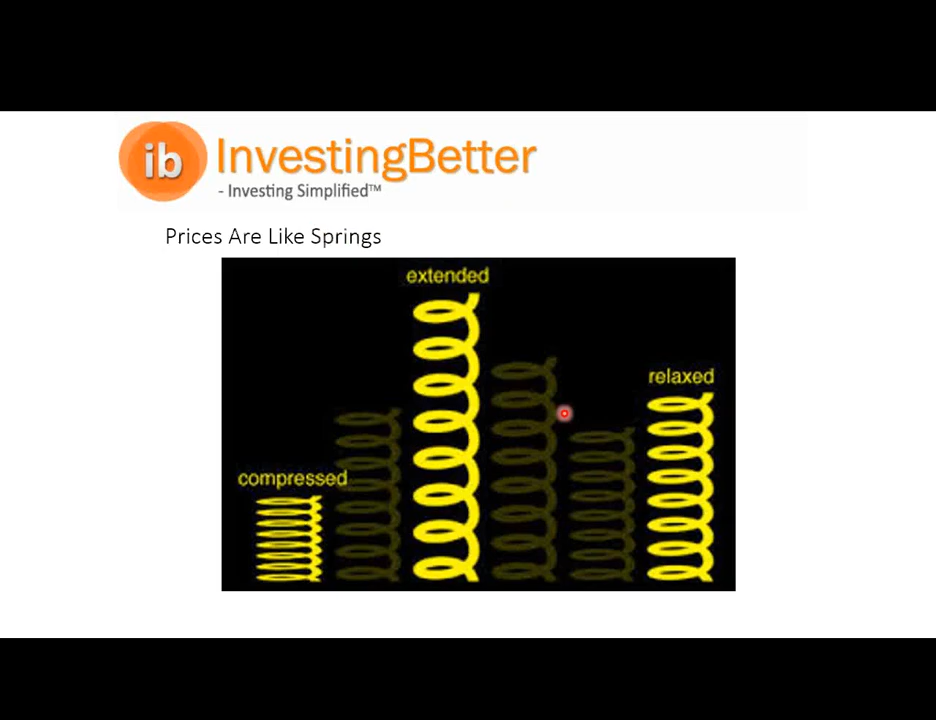 ib InvestingBetter
- Investing Simplified™
Prices Are Like Springs
extended
relaxed
compressed